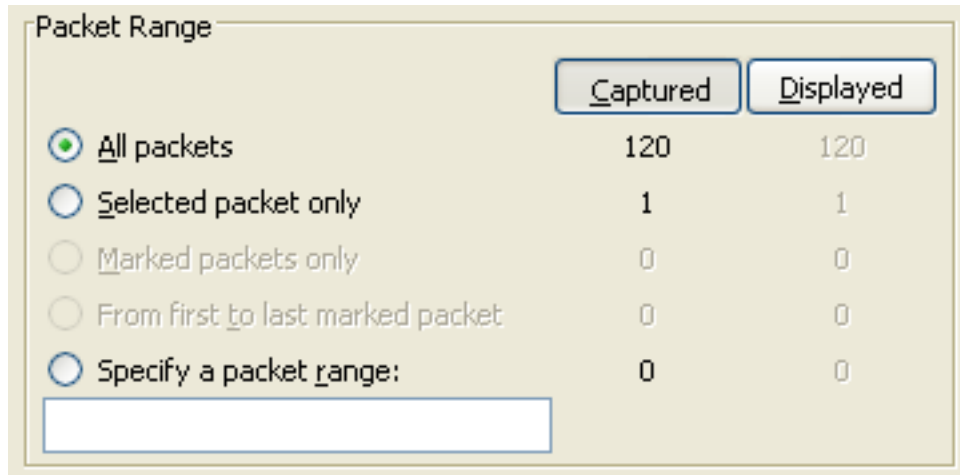 Packet Range
Captured Displayed
All packets 120 120
Selected packet only 1 1
Marked packets only 0 0
From first to last marked packet 0 0
Specify a packet range: 0 0